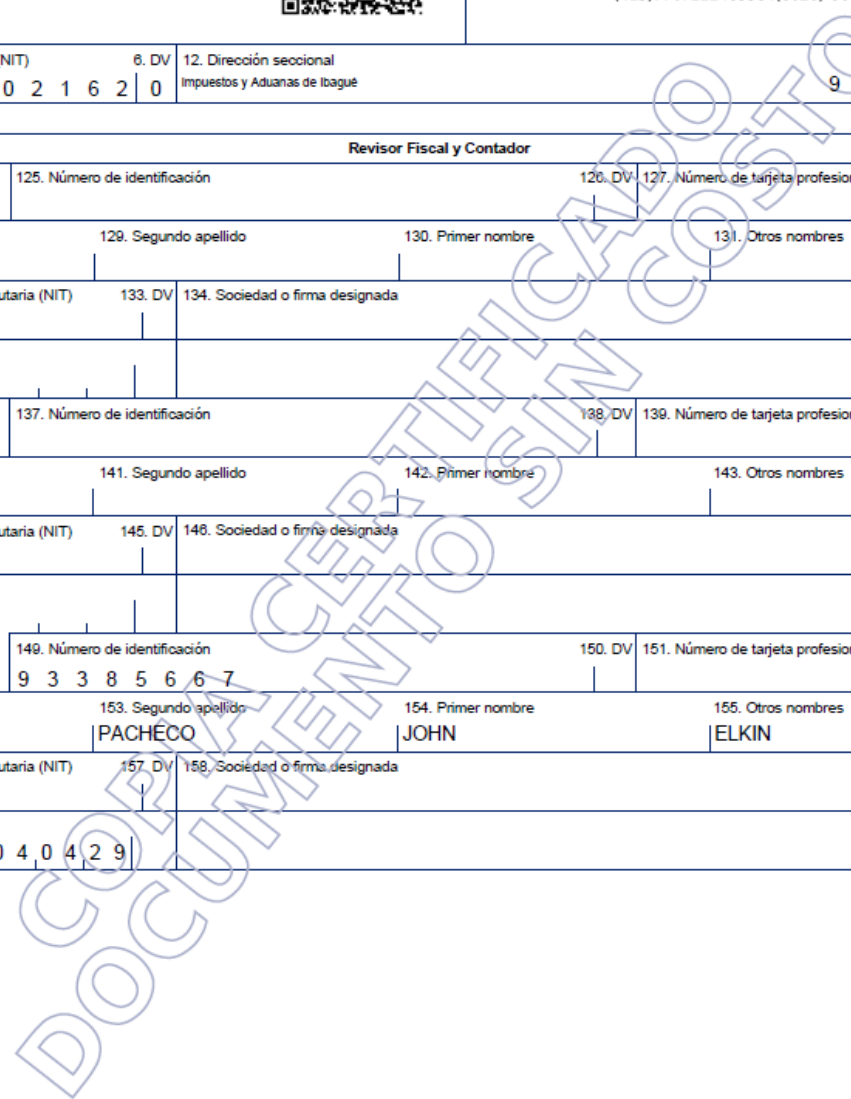 NIT) 6. DV 12. Dirección seccional
0 2 1 6 2 0 Impuestos y Aduanas de Ibagué 9
Revisor Fiscal y Contador
125. Número de identificación 126. DV 127. Número de tarjeta profesion
129. Segundo apellido 130. Primer nombre 131. Otros nombres
utaria (NIT) 133. DV 134. Sociedad o firma designada
137. Número de identificación 138. DV 139. Número de tarjeta profesion
141. Segundo apellido 142. Primer nombre 143. Otros nombres
utaria (NIT) 145. DV 146. Sociedad o firma designada
149. Número de identificación 150. DV 151. Número de tarjeta profesion
9 3 3 8 5 6 6 7
153. Segundo apellido 154. Primer nombre 155. Otros nombres
PACHECO JOHN ELKIN
utaria (NIT) 157. DV 158. Sociedad o firma designada
0 4 0 4 2 9
COPIA CERTIFICADO
DOCUMENTO SIN COSTO